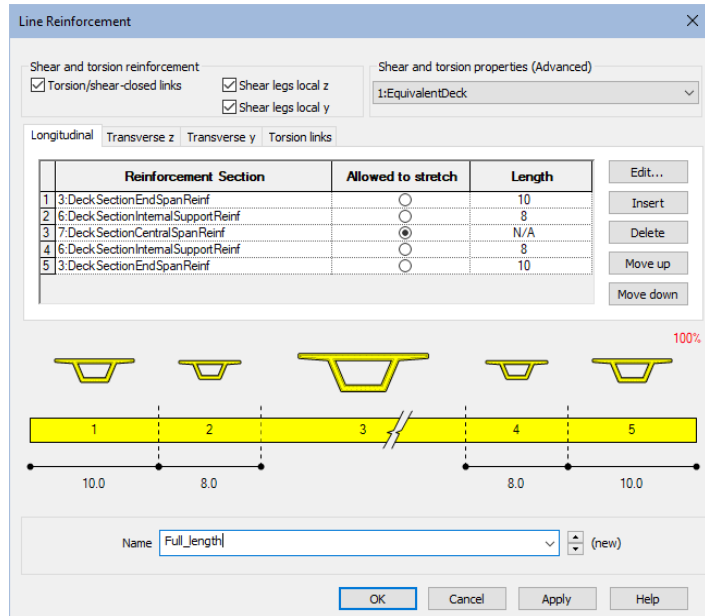 Line Reinforcement
Shear and torsion reinforcement
Torsion/shear-closed links
Shear legs local z
Shear legs local y
Shear and torsion properties (Advanced)
1:EquivalentDeck
Longitudinal Transverse z Transverse y Torsion links
Reinforcement Section Allowed to stretch Length
1 3:DeckSectionEndSpanReinf 10
2 6:DeckSectionInternalSupportReinf 8
3 7:DeckSectionCentralSpanReinf N/A
4 6:DeckSectionInternalSupportReinf 8
5 3:DeckSectionEndSpanReinf 10
Edit...
Insert
Delete
Move up
Move down
100%
1 2 3 4 5
10.0 8.0 8.0 10.0
Name Full_length (new)
OK Cancel Apply Help